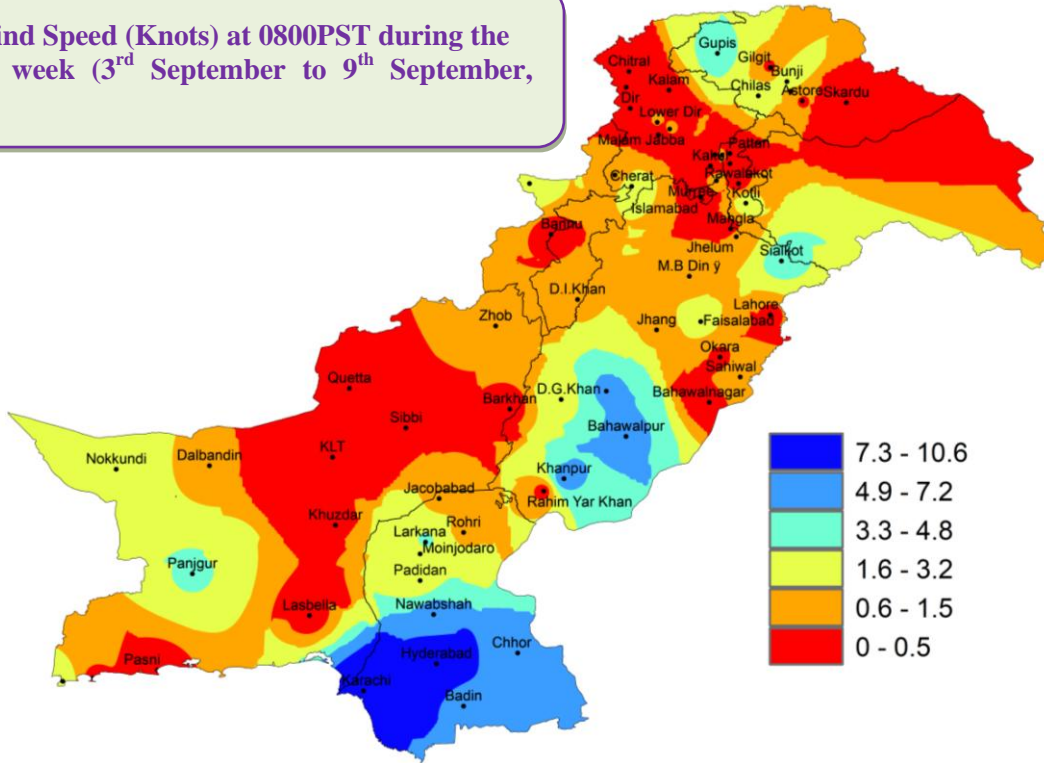 ind Speed (Knots) at 0800PST during the
week (3rd September to 9th September,
Gupis
Gilgit
Bunji
Chitral
Kalam
Chilas
Astore
Skardu
Dir
Lower Dir
Malam Jabba
Pattan
Kakul
Cherat
Rawalakot
Murree
Kotli
Islamabad
Bannu
Mangla
Jhelum
Sialkot
M.B Din ÿ
D.I.Khan
Zhob
Lahore
Jhang
Faisalabad
Okara
Sahiwal
Quetta
D.G.Khan
Barkhan
Bahawalnagar
Sibbi
Bahawalpur
KLT
Nokkundi
Dalbandin
Khanpur
Jacobabad
Rahim Yar Khan
Khuzdar
Rohri
Larkana
Moinjodaro
Panjgur
Padidan
Lasbella
Nawabshah
Chhor
Pasni
Hyderabad
Karachi
Badin
7.3 - 10.6
4.9 - 7.2
3.3 - 4.8
1.6 - 3.2
0.6 - 1.5
0 - 0.5